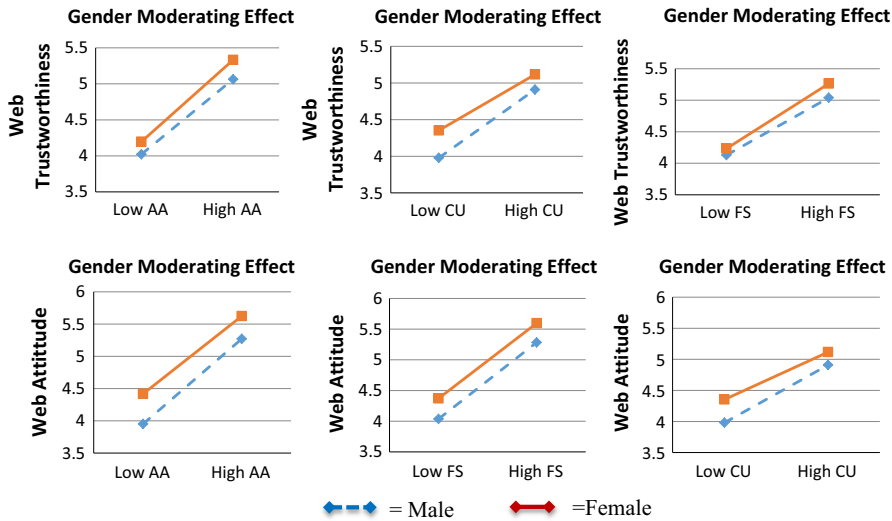 Gender Moderating Effect
Web
Trustworthiness
5.5
5
4.5
4
3.5
Low AA High AA
Gender Moderating Effect
Web
Trustworthiness
5.5
5
4.5
4
3.5
Low CU High CU
Gender Moderating Effect
Web Trustworthiness
5.5
5
4.5
4
3.5
Low FS High FS
Gender Moderating Effect
Web Attitude
6
5.5
5
4.5
4
3.5
Low AA High AA
Gender Moderating Effect
Web Attitude
6
5.5
5
4.5
4
3.5
Low FS High FS
Gender Moderating Effect
Web Attitude
6
5.5
5
4.5
4
3.5
Low CU High CU
= Male =Female